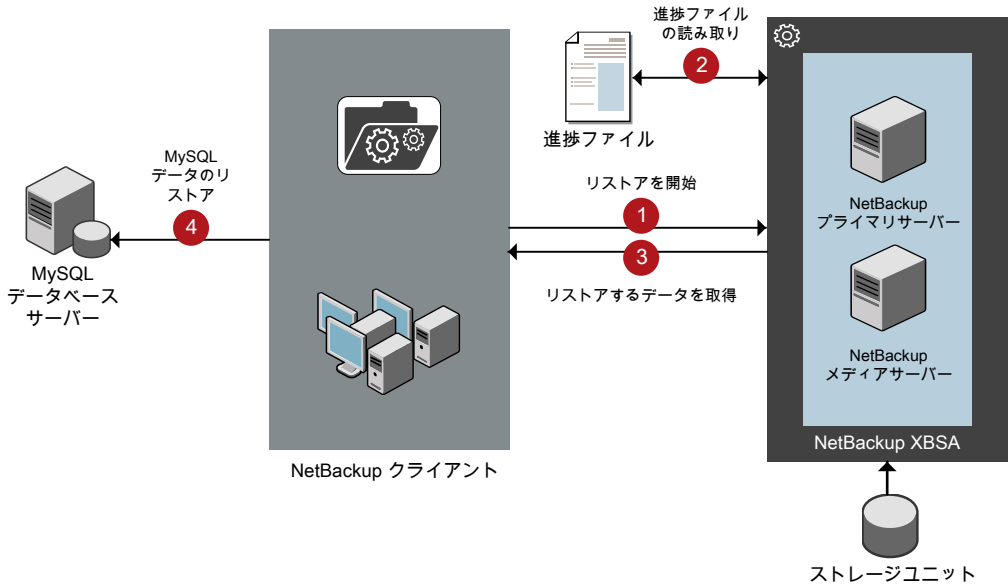 進捗ファイル
の読み取り
2
進捗ファイル
MySQL
データのリ
ストア
4
リストアを開始
1
3
リストアするデータを取得
MySQL
データベース
サーバー
NetBackup
プライマリサーバー
NetBackup
メディアサーバー
NetBackup XBSA
NetBackup クライアント
ストレージユニット